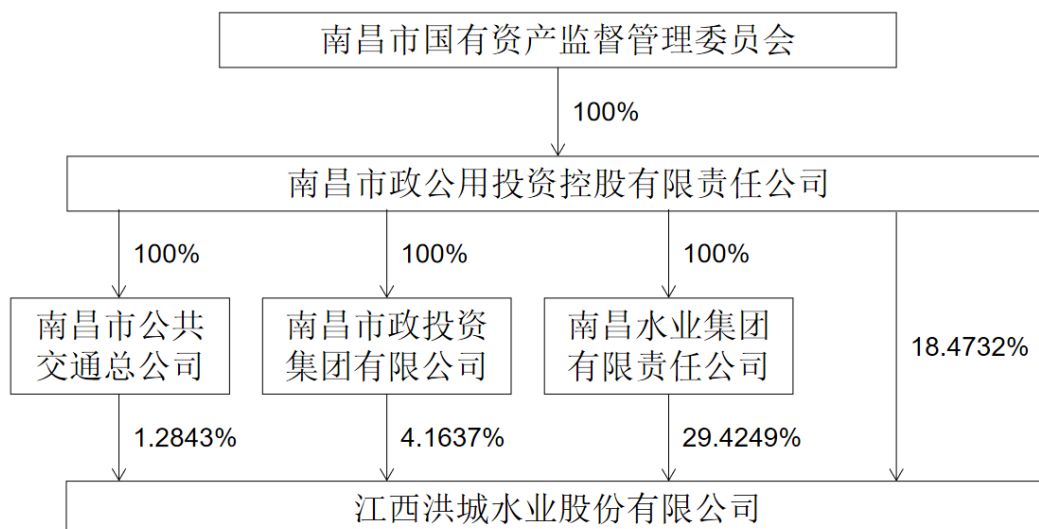 南昌市国有资产监督管理委员会
100%
南昌市政公用投资控股有限责任公司
100%
100%
100%
南昌市公共
交通总公司
南昌市政投资
集团有限公司
南昌水业集团
有限责任公司
18.4732%
1.2843%
4.1637%
29.4249%
江西洪城水业股份有限公司